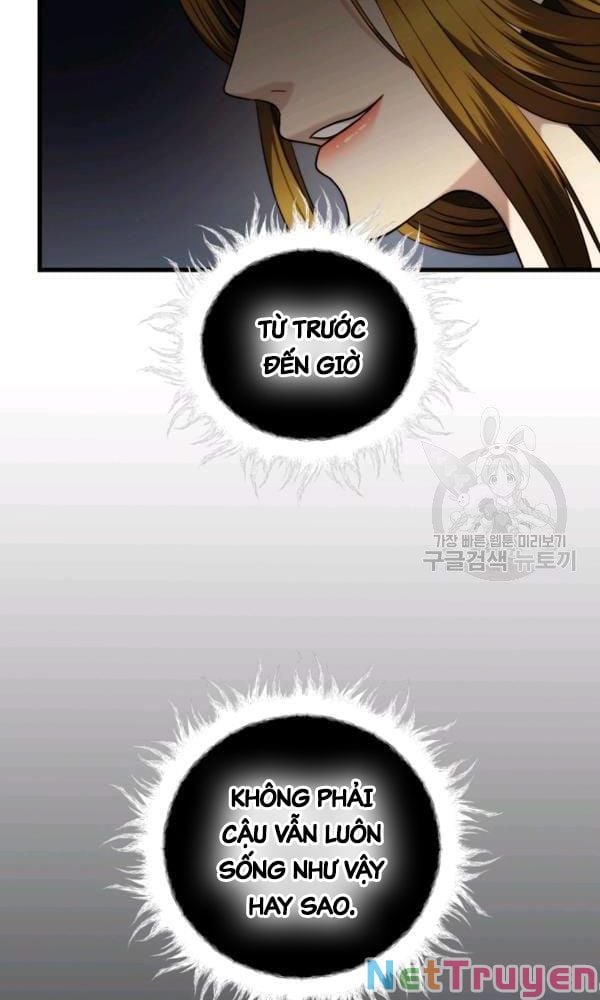 TỪ TRƯỚC
ĐẾN GIỜ
가장 빠른 웹툰 미리보기
구글검색 뉴토끼
KHÔNG PHẢI
CẬU VẪN LUÔN
SỐNG NHƯ VẬY
HAY SAO.
NetTruyen